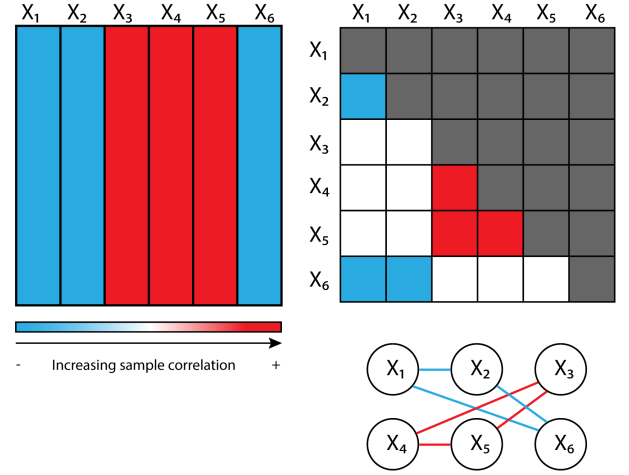 X1 X2 X3 X4 X5 X6
- Increasing sample correlation +
X1 X2 X3 X4 X5 X6
X1
X2
X3
X4
X5
X6
X1 X2 X3
X4 X5 X6